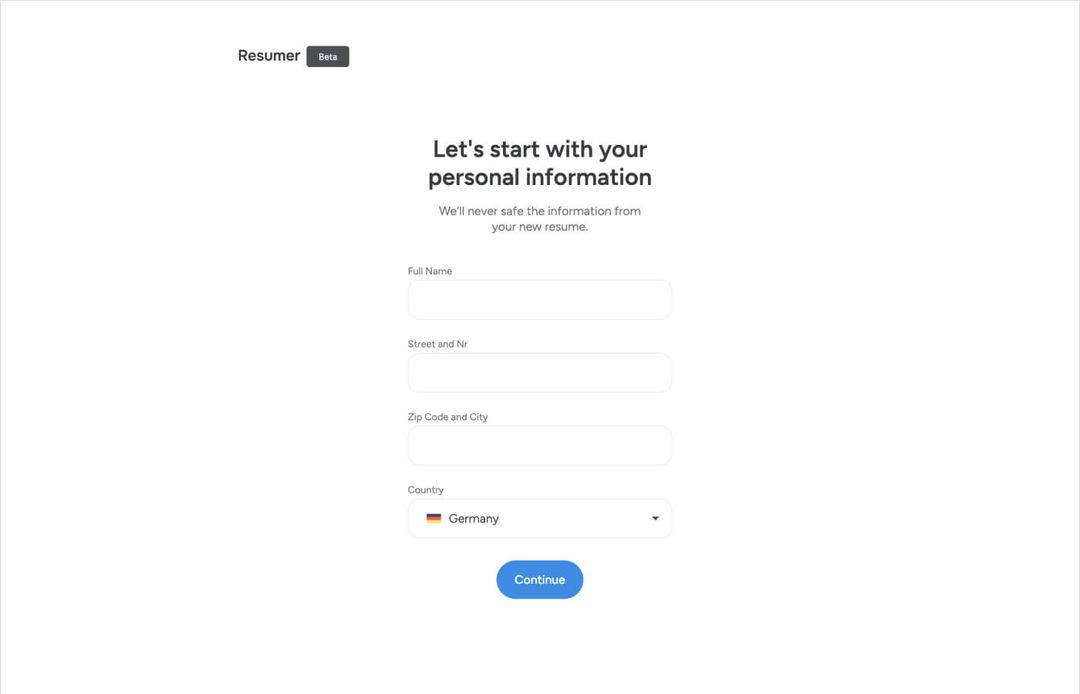 Resumer Beta
Let's start with your
personal information
We'll never safe the information from
your new resume.
Full Name
Street and Nr
Zip Code and City
Country
Germany
Continue